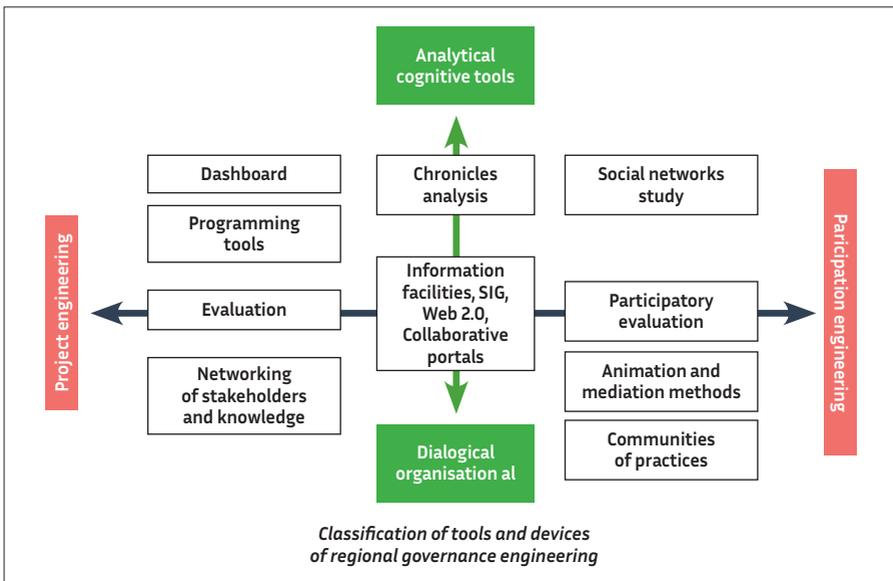 Analytical
cognitive tools
Dashboard
Chronicles
analysis
Social networks
study
Programming
tools
Project engineering
Paricipation engineering
Evaluation
Information
facilities, SIG,
Web 2.0,
Collaborative
portals
Participatory
evaluation
Networking
of stakeholders
and knowledge
Animation and
mediation methods
Dialogical
organisation al
Communities
of practices
Classification of tools and devices
of regional governance engineering